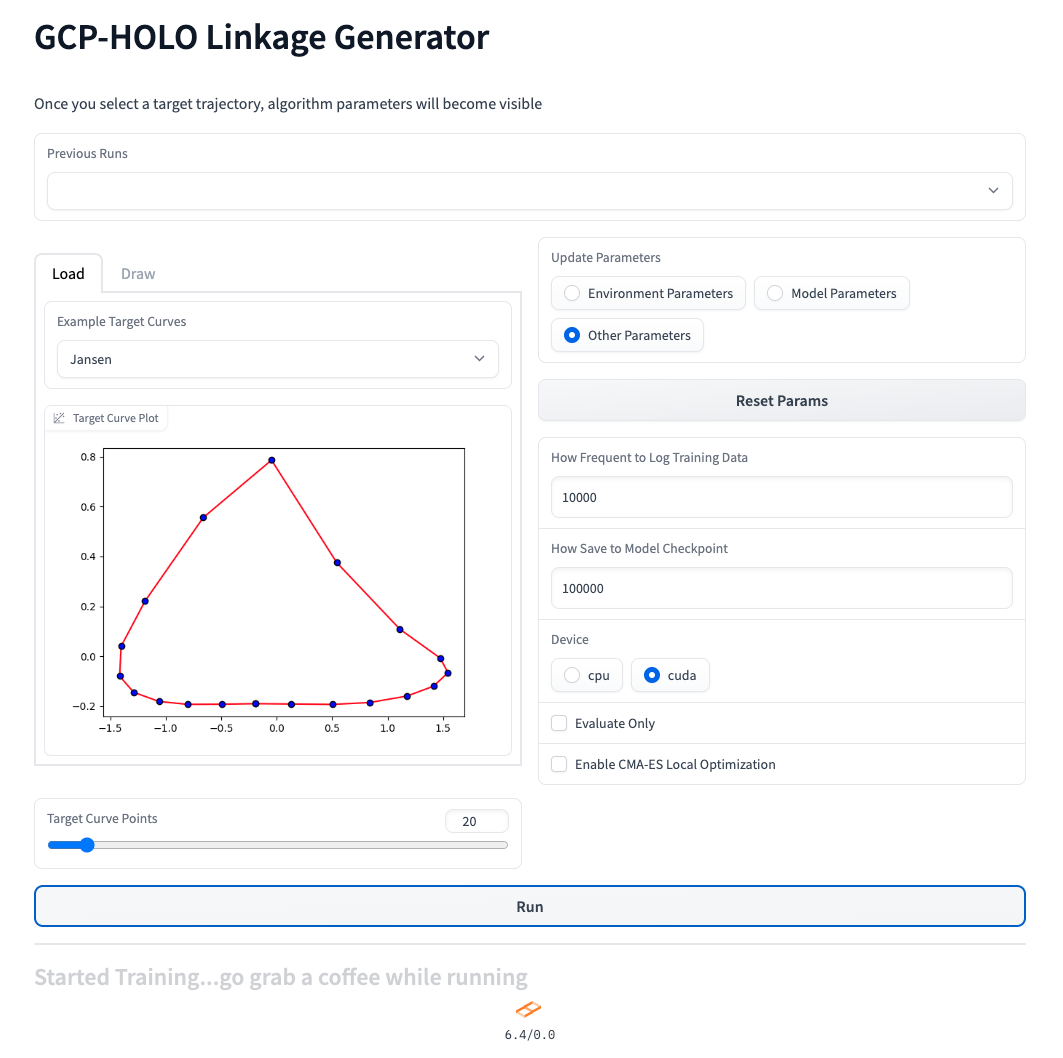 GCP-HOLO Linkage Generator
Once you select a target trajectory, algorithm parameters will become visible
Previous Runs
Load
Draw
Example Target Curves
Jansen
Target Curve Plot
0.8
0.6
0.4
0.2
0.0
−0.2
−1.5 −1.0 −0.5 0.0 0.5 1.0 1.5
Target Curve Points
20
Update Parameters
Environment Parameters
Model Parameters
Other Parameters
Reset Params
How Frequent to Log Training Data
10000
How Save to Model Checkpoint
100000
Device
cpu
cuda
Evaluate Only
Enable CMA-ES Local Optimization
Run
Started Training...go grab a coffee while running
6.4/0.0